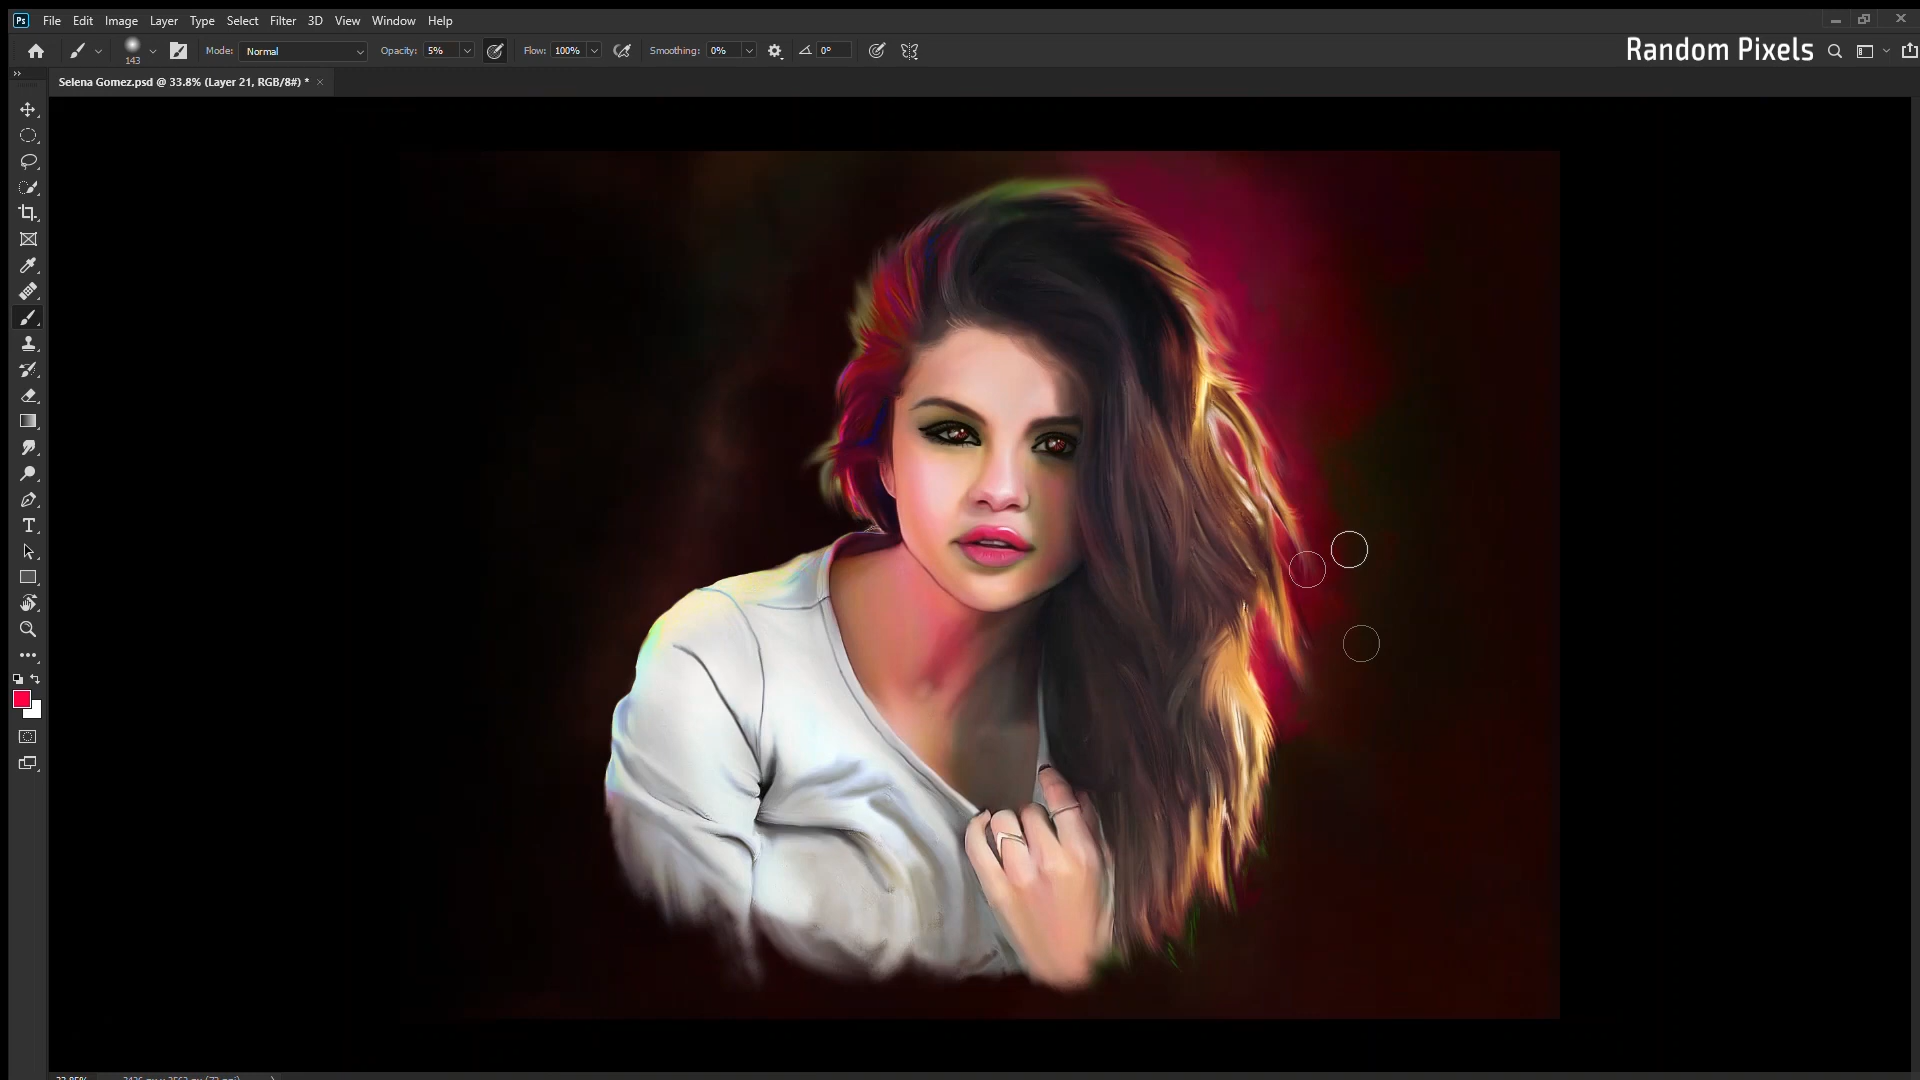 Ps File Edit Image Layer Type Select Filter 3D View Window Help
143 Mode: Normal Opacity: 5% Flow: 100% Smoothing: 0% 0° Random Pixels
Selena Gomez.psd @ 33.8% (Layer 21, RGB/8#) * ×
T